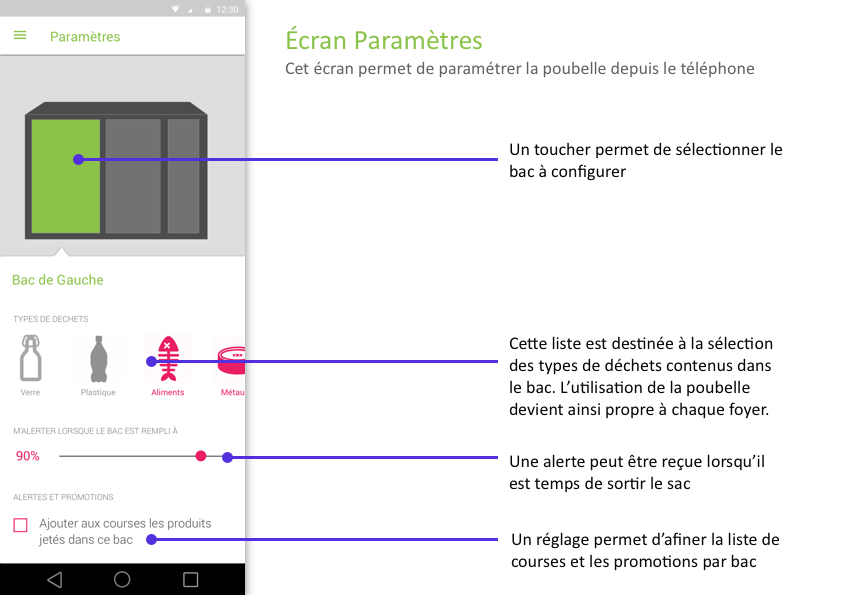 12:30
Paramètres
Écran Paramètres
Cet écran permet de paramétrer la poubelle depuis le téléphone
Un toucher permet de sélectionner le
bac à configurer
Bac de Gauche
TYPES DE DECHETS
Verre
Plastique
Aliments
Métau
Cette liste est destinée à la sélection
des types de déchets contenus dans
le bac. L'utilisation de la poubelle
devient ainsi propre à chaque foyer.
M'ALERTER LORSQUE LE BAC EST REMPLI À
90%
Une alerte peut être reçue lorsqu'il
est temps de sortir le sac
ALERTES ET PROMOTIONS
Ajouter aux courses les produits
jetés dans ce bac
Un réglage permet d'afiner la liste de
courses et les promotions par bac